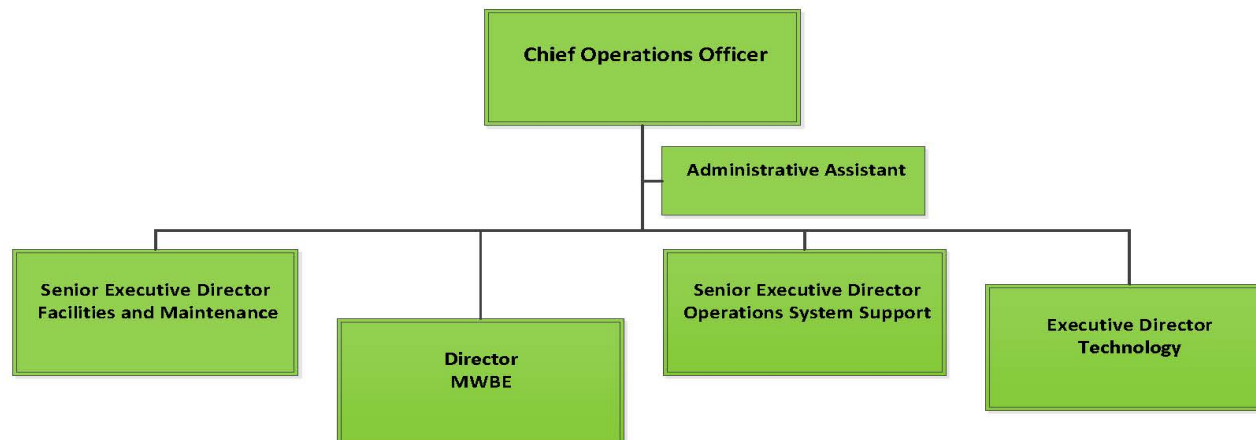 Chief Operations Officer
Administrative Assistant
Senior Executive Director
Facilities and Maintenance
Director
MWBE
Senior Executive Director
Operations System Support
Executive Director
Technology